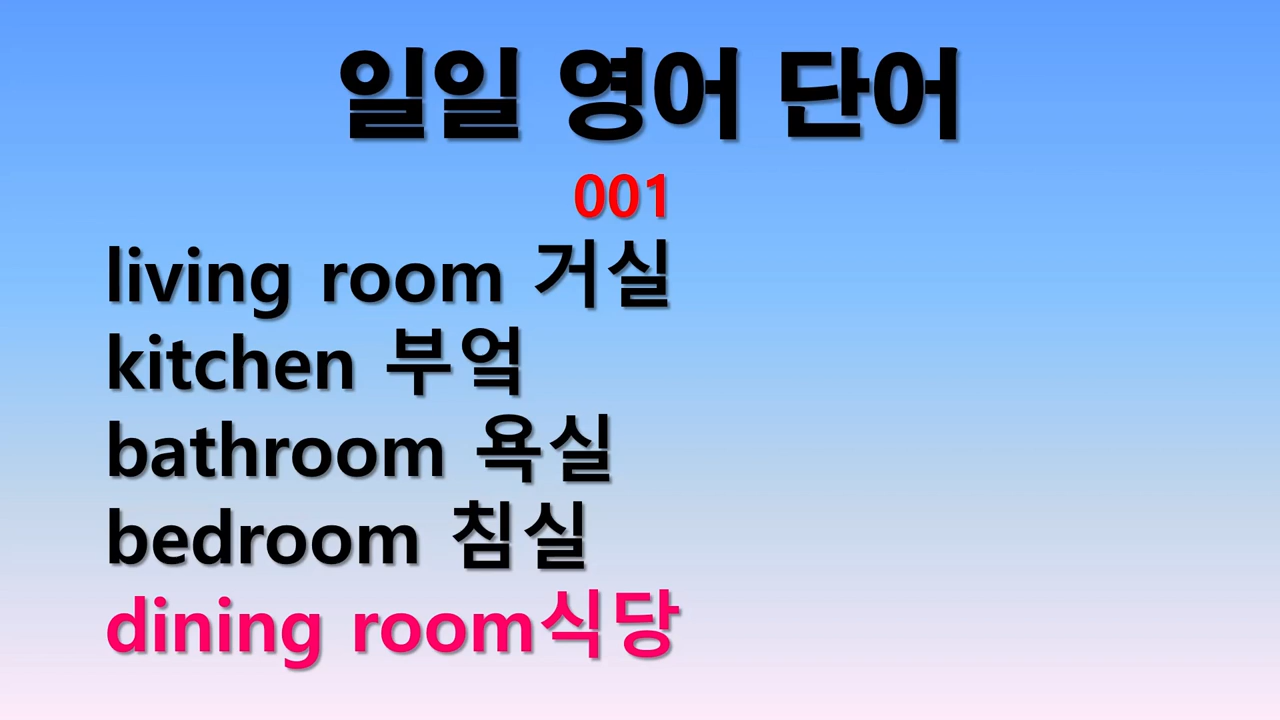 일일 영어 단어
001
living room 거실
kitchen 부엌
bathroom 욕실
bedroom 침실
dining room식당